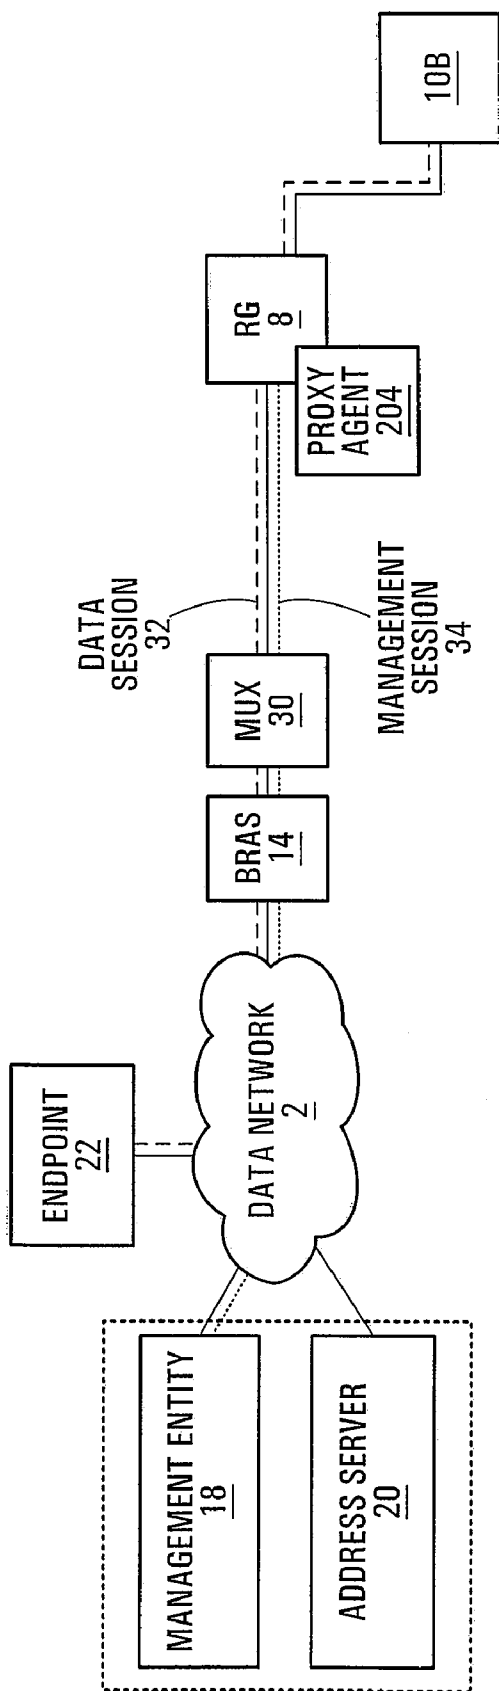 MANAGEMENT ENTITY
18
ADDRESS SERVER
20
ENDPOINT
22
DATA NETWORK
2
BRAS
14
MUX
30
DATA
SESSION
32
MANAGEMENT
SESSION
34
RG
8
PROXY
AGENT
204
10B